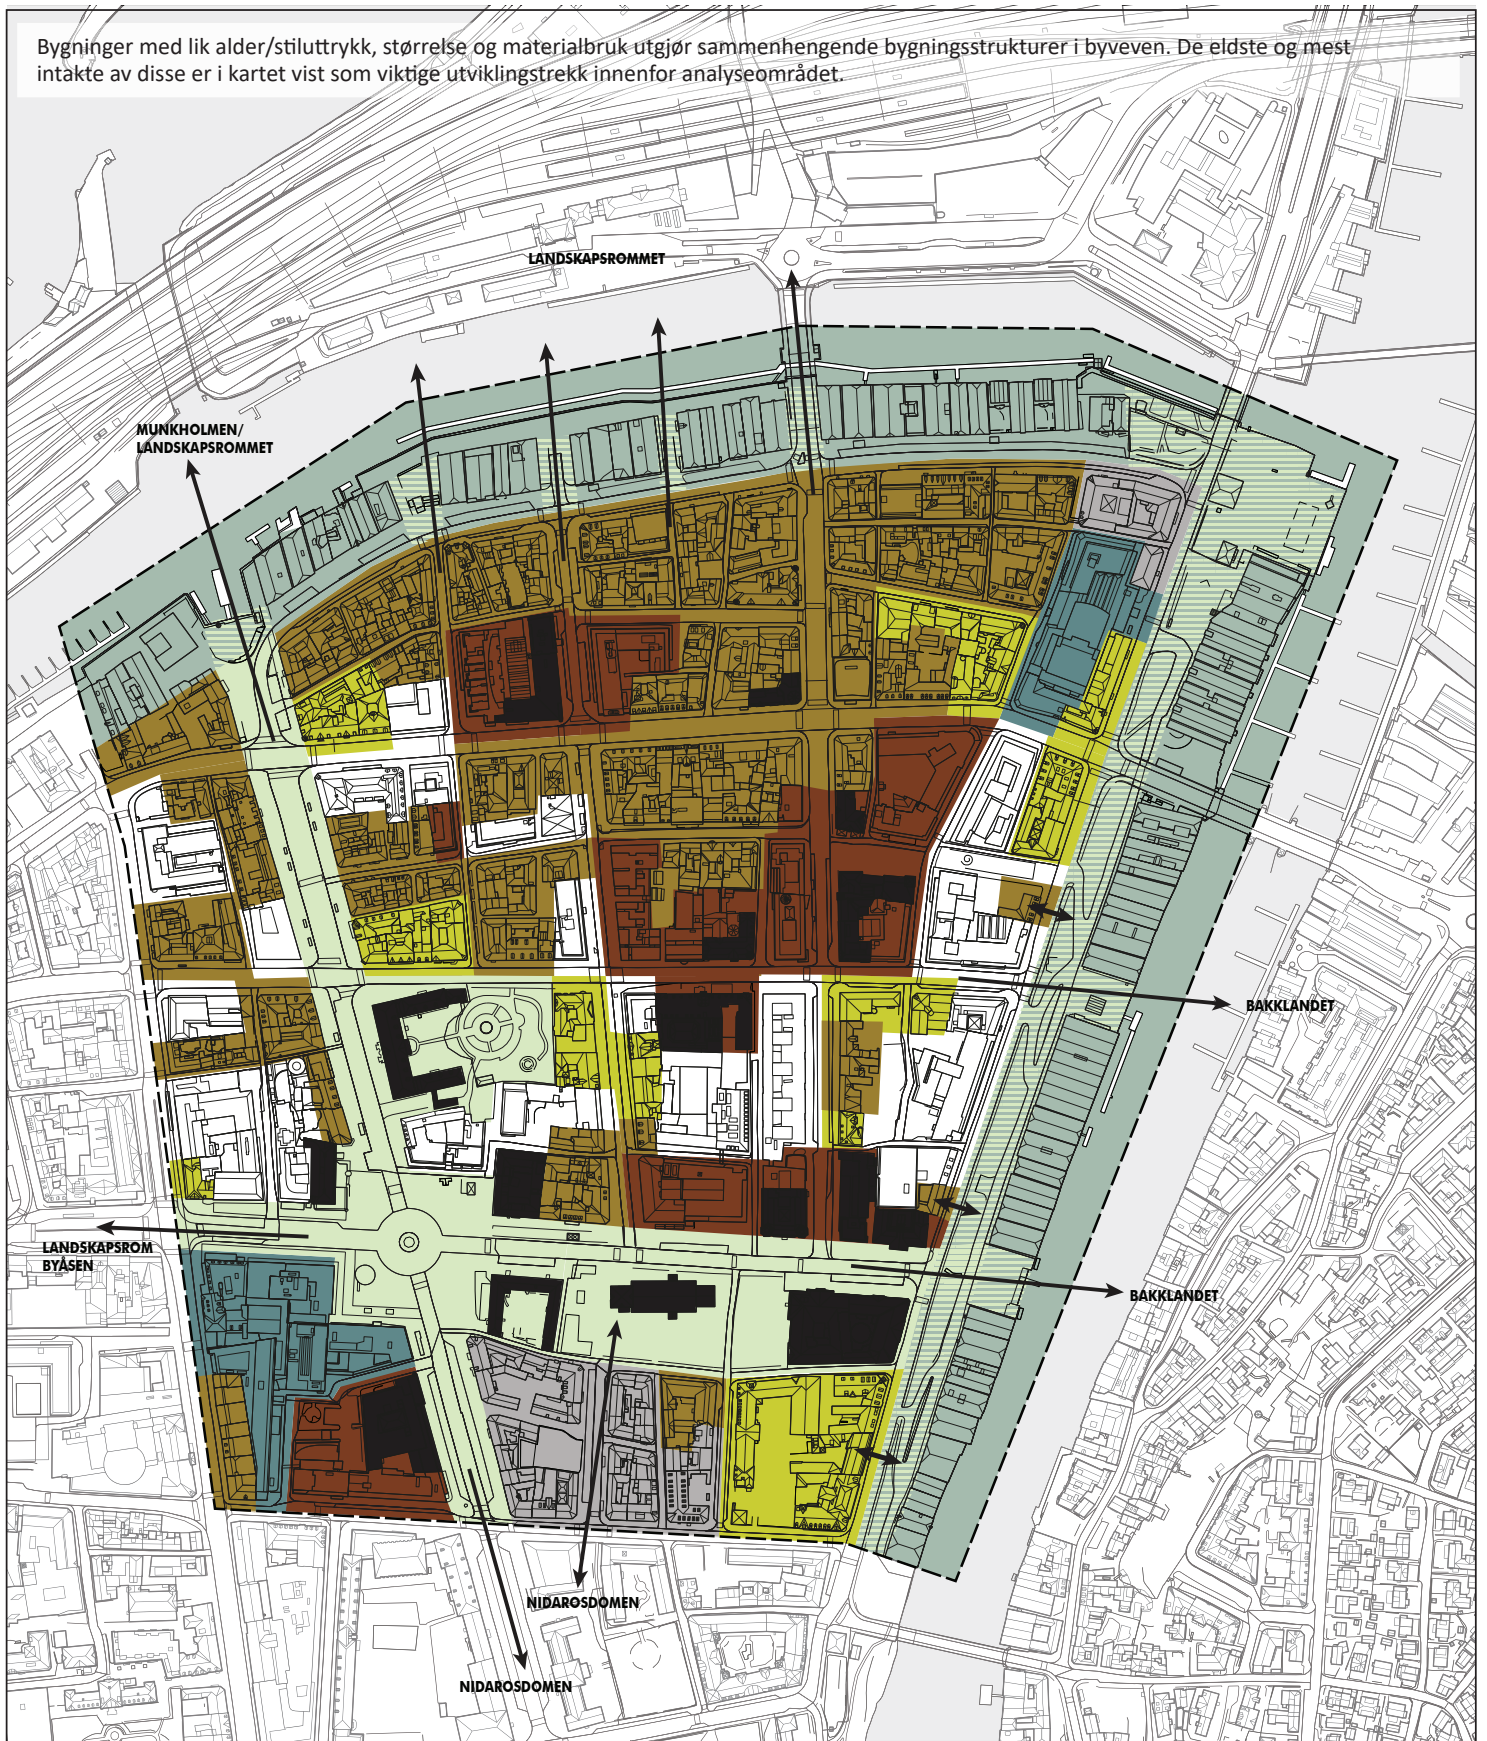 Bygninger med lik alder/stiluttrykk, størrelse og materialbruk utgjør sammenhengende bygningsstrukturer i byveven. De eldste og mest
intakte av disse er i kartet vist som viktige utviklingstrekk innenfor analyseområdet.
LANDSKAPSROMMET
MUNKHOLMEN/
LANDSKAPSROMMET
BAKKLANDET
LANDSKAPSROM
BYÅSEN
BAKKLANDET
NIDAROSDOMEN
NIDAROSDOMEN